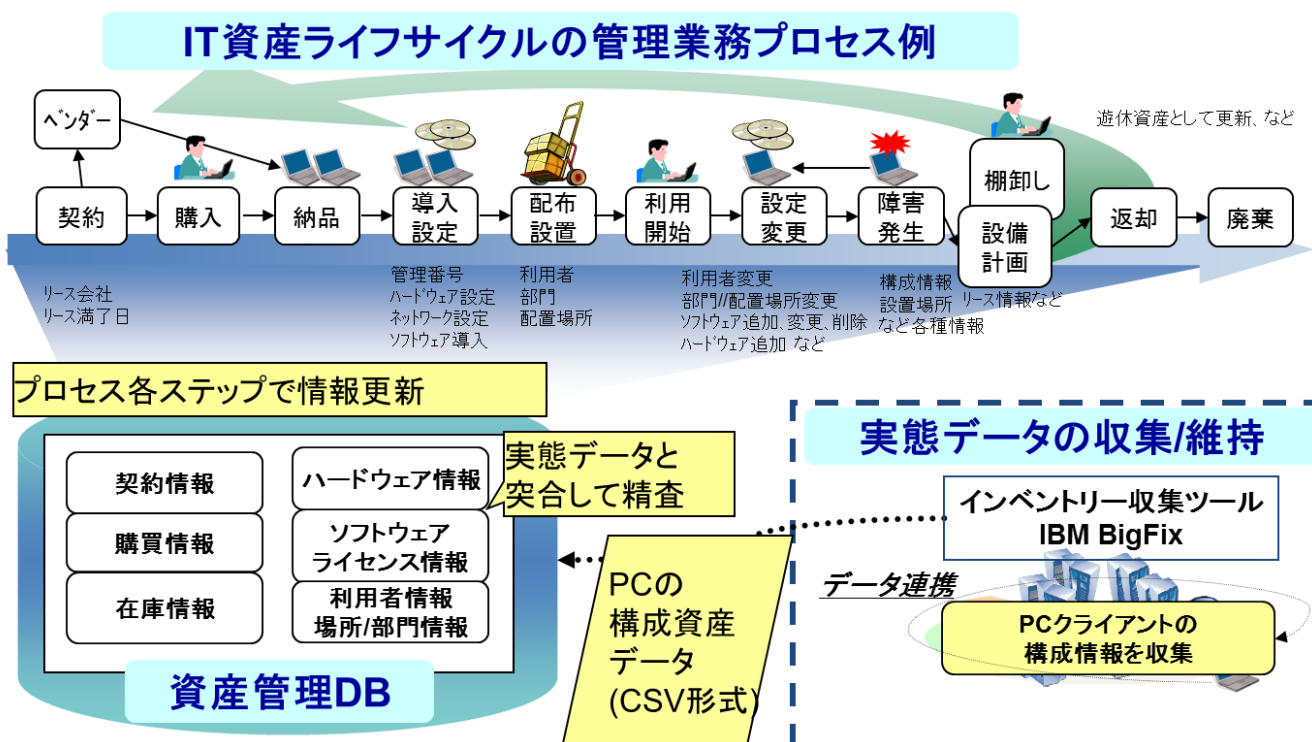 IT資産ライフサイクルの管理業務プロセス例
ベンダー
遊休資産として更新、など
契約
購入
納品
導入
設定
配布
設置
利用
開始
設定
変更
障害
発生
棚卸し
設備
計画
返却
廃棄
リース会社
リース満了日
管理番号
ハードウェア設定
ネットワーク設定
ソフトウェア導入
利用者
部門
配置場所
利用者変更
部門//配置場所変更
ソフトウェア追加、変更、削除
ハードウェア追加 など
構成情報
設置場所
など各種情報
リース情報など
プロセス各ステップで情報更新
契約情報
購買情報
在庫情報
ハードウェア情報
ソフトウェア
ライセンス情報
利用者情報
場所/部門情報
実態データと
突合して精査
資産管理DB
PCの
構成資産
データ
(CSV形式)
実態データの収集/維持
インベントリー収集ツール
IBM BigFix
データ連携
PCクライアントの
構成情報を収集